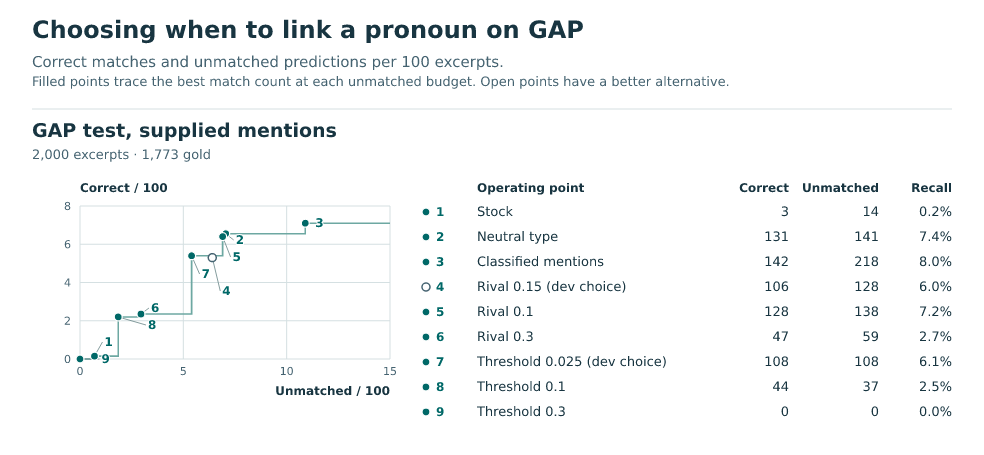 Choosing when to link a pronoun on GAP
Correct matches and unmatched predictions per 100 excerpts.
Filled points trace the best match count at each unmatched budget. Open points have a better alternative.
GAP test, supplied mentions
2,000 excerpts · 1,773 gold
Correct / 100
8
6
4
2
0
0 5 10 15
Unmatched / 100
1
2
3
4
5
6
7
8
9
Operating point Correct Unmatched Recall
1 Stock 3 14 0.2%
2 Neutral type 131 141 7.4%
3 Classified mentions 142 218 8.0%
4 Rival 0.15 (dev choice) 106 128 6.0%
5 Rival 0.1 128 138 7.2%
6 Rival 0.3 47 59 2.7%
7 Threshold 0.025 (dev choice) 108 108 6.1%
8 Threshold 0.1 44 37 2.5%
9 Threshold 0.3 0 0 0.0%